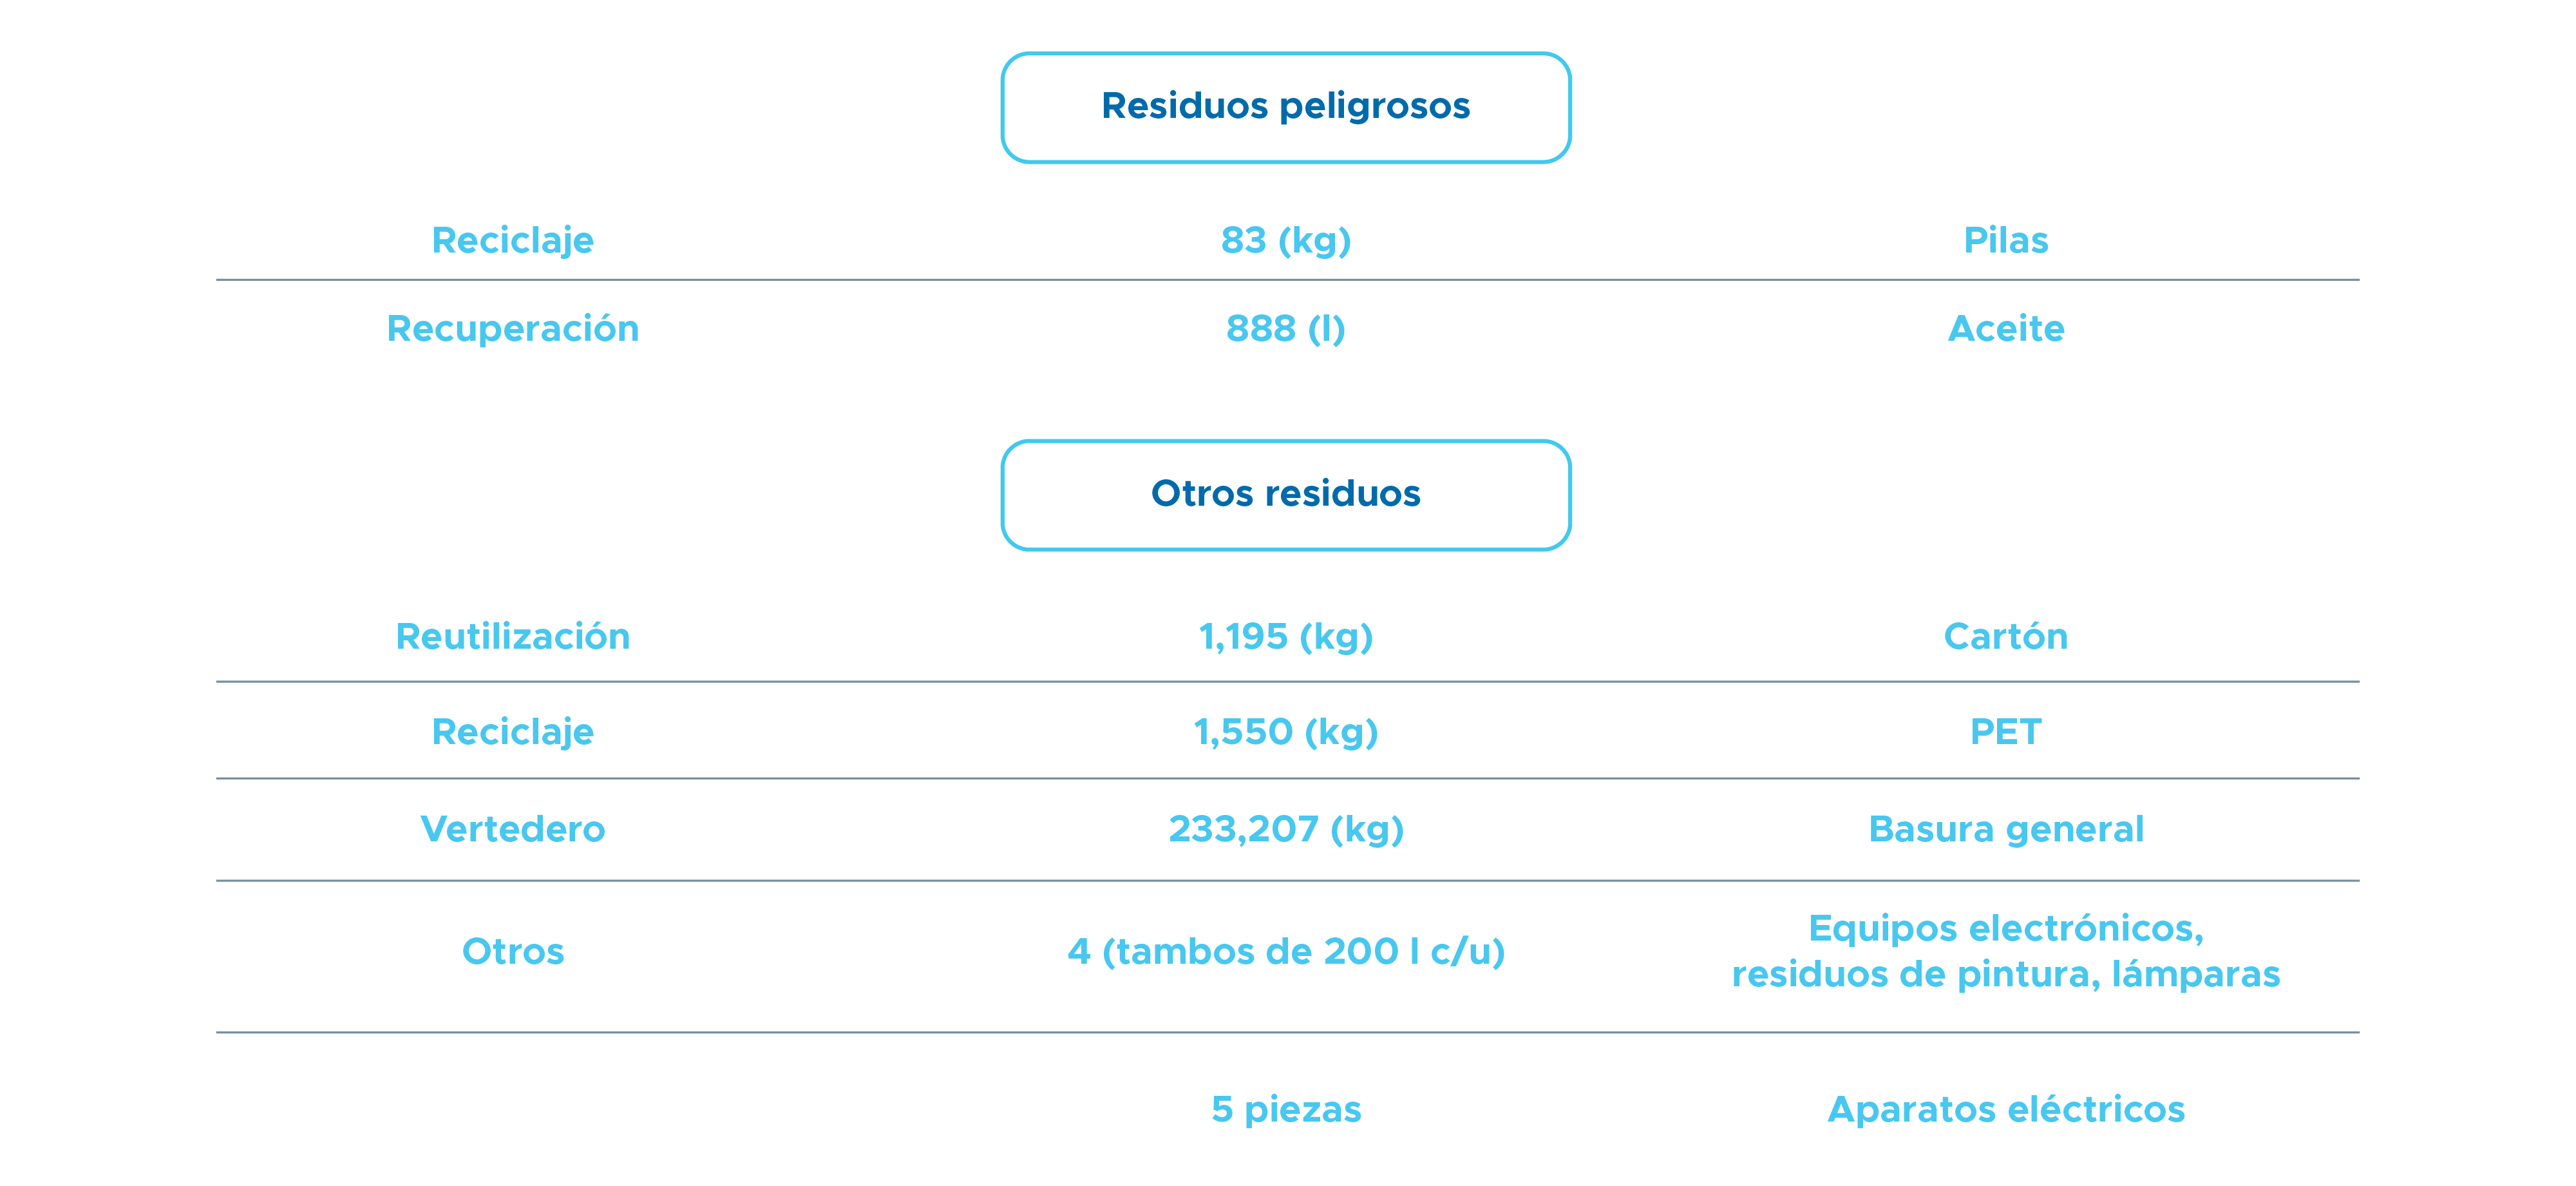 Residuos peligrosos
Reciclaje 83 (kg) Pilas
Recuperación 888 (l) Aceite
Otros residuos
Reutilización 1,195 (kg) Cartón
Reciclaje 1,550 (kg) PET
Vertedero 233,207 (kg) Basura general
Otros 4 (tambos de 200 l c/u) Equipos electrónicos,
residuos de pintura, lámparas
5 piezas Aparatos eléctricos